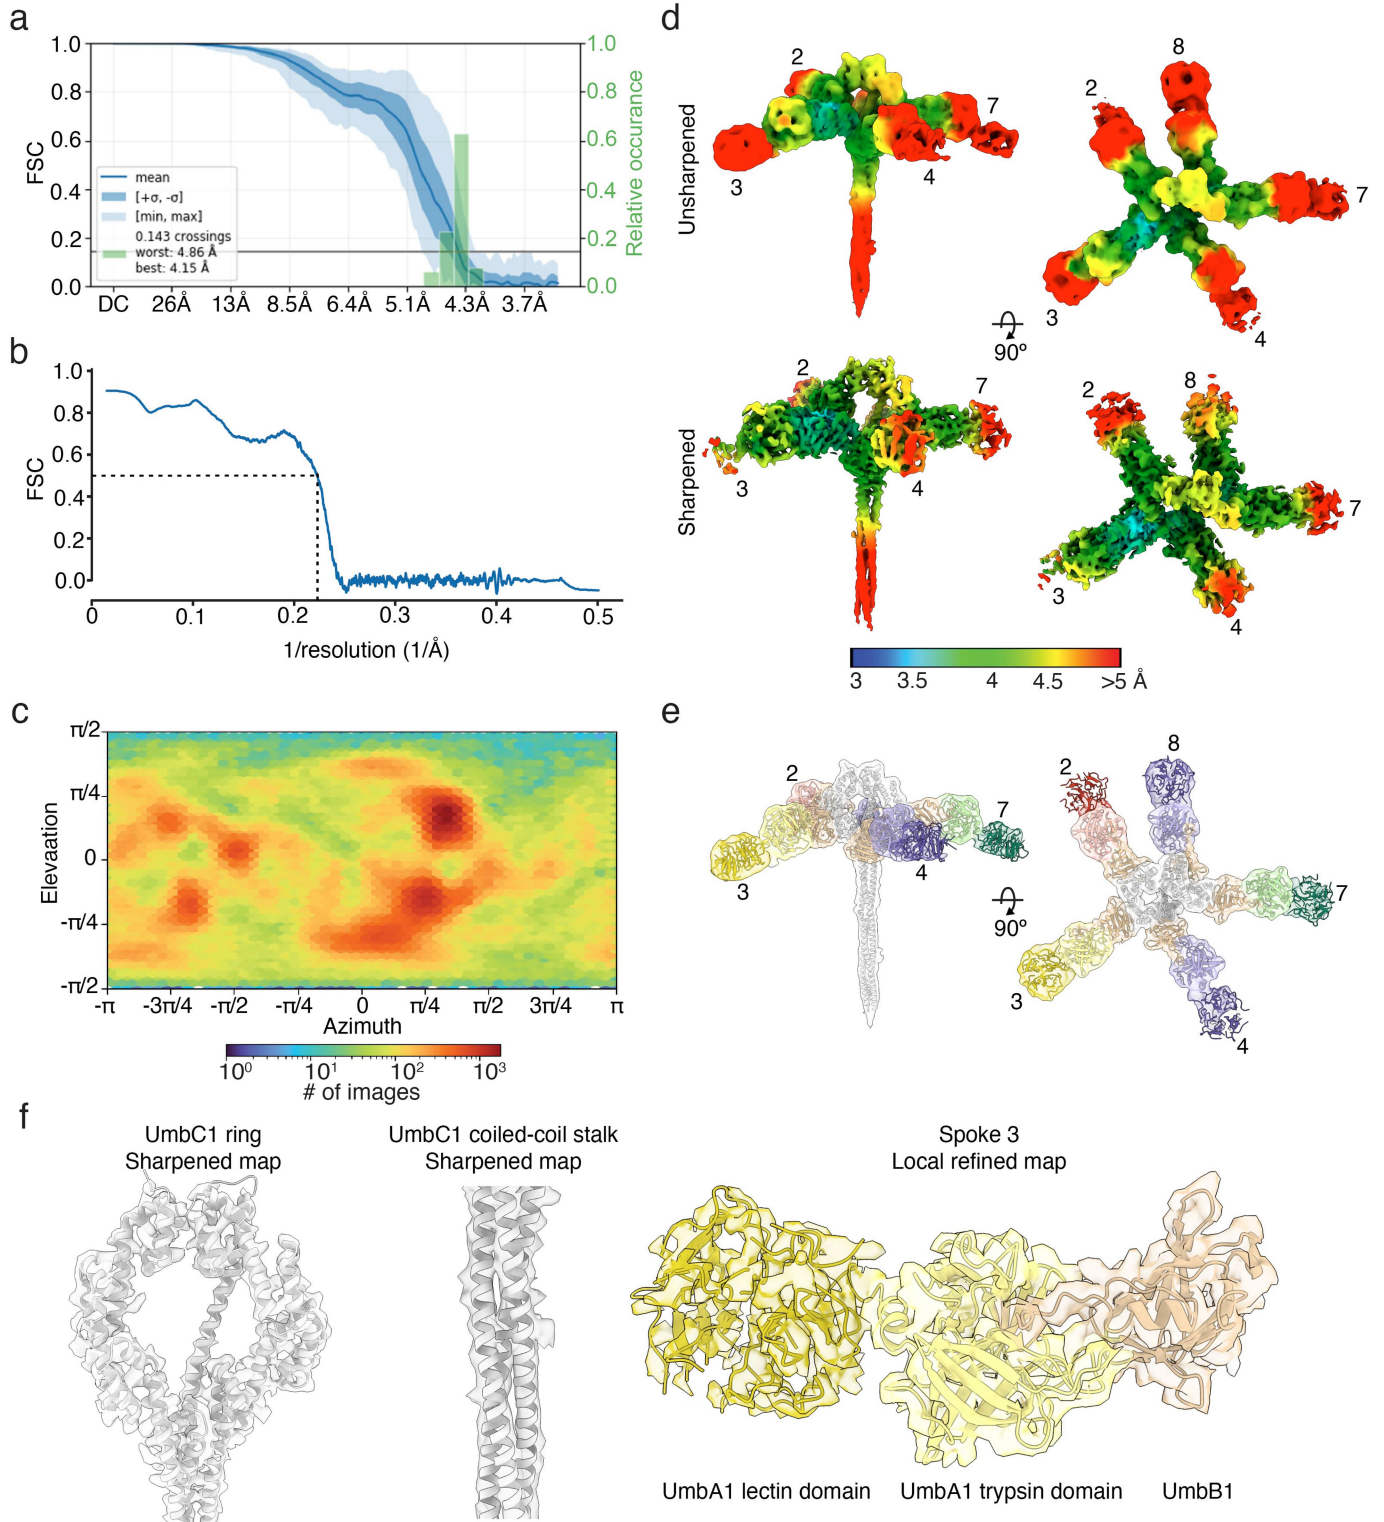 a
1.0
0.8
0.6
0.4
0.2
0.0
FSC
1.0
0.8
0.6
0.4
0.2
0.0
Relative occurance
mean
[+σ, -σ]
[min, max]
0.143 crossings
worst: 4.86 Å
best: 4.15 Å
DC 26Å 13Å 8.5Å 6.4Å 5.1Å 4.3Å 3.7Å
b
1.0
0.8
0.6
0.4
0.2
0.0
FSC
0 0.1 0.2 0.3 0.4 0.5
1/resolution (1/Å)
c
π/2
π/4
0
-π/4
-π/2
Elevaation
-π -3π/4 -π/2 -π/4 0 π/4 π/2 3π/4 π
Azimuth
10⁰ 10¹ 10² 10³
# of images
d
Unsharpened
2
3
4
7
8
2
7
3
4
90º
Sharpened
2
7
3
4
2
8
7
3
4
3 3.5 4 4.5 >5 Å
e
2
7
3
4
90º
8
2
7
3
4
f
UmbC1 ring
Sharpened map
UmbC1 coiled-coil stalk
Sharpened map
Spoke 3
Local refined map
UmbA1 lectin domain
UmbA1 trypsin domain
UmbB1